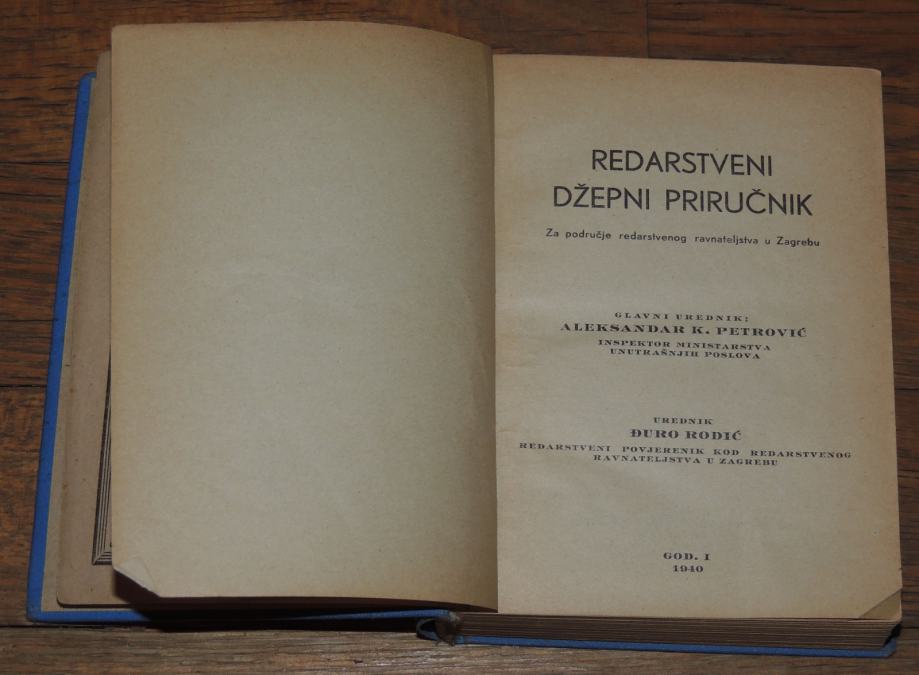 REDARSTVENI
DŽEPNI PRIRUČNIK
Za područje redarstvenog ravnateljstva u Zagrebu
GLAVNI UREDNIK:
ALEKSANDAR K. PETROVIĆ
INSPEKTOR MINISTARSTVA
UNUTRAŠNJIH POSLOVA
UREDNIK
ĐURO RODIĆ
REDARSTVENI POVJERENIK KOD REDARSTVENOG
RAVNATELJSTVA U ZAGREBU
GOD. I
1940